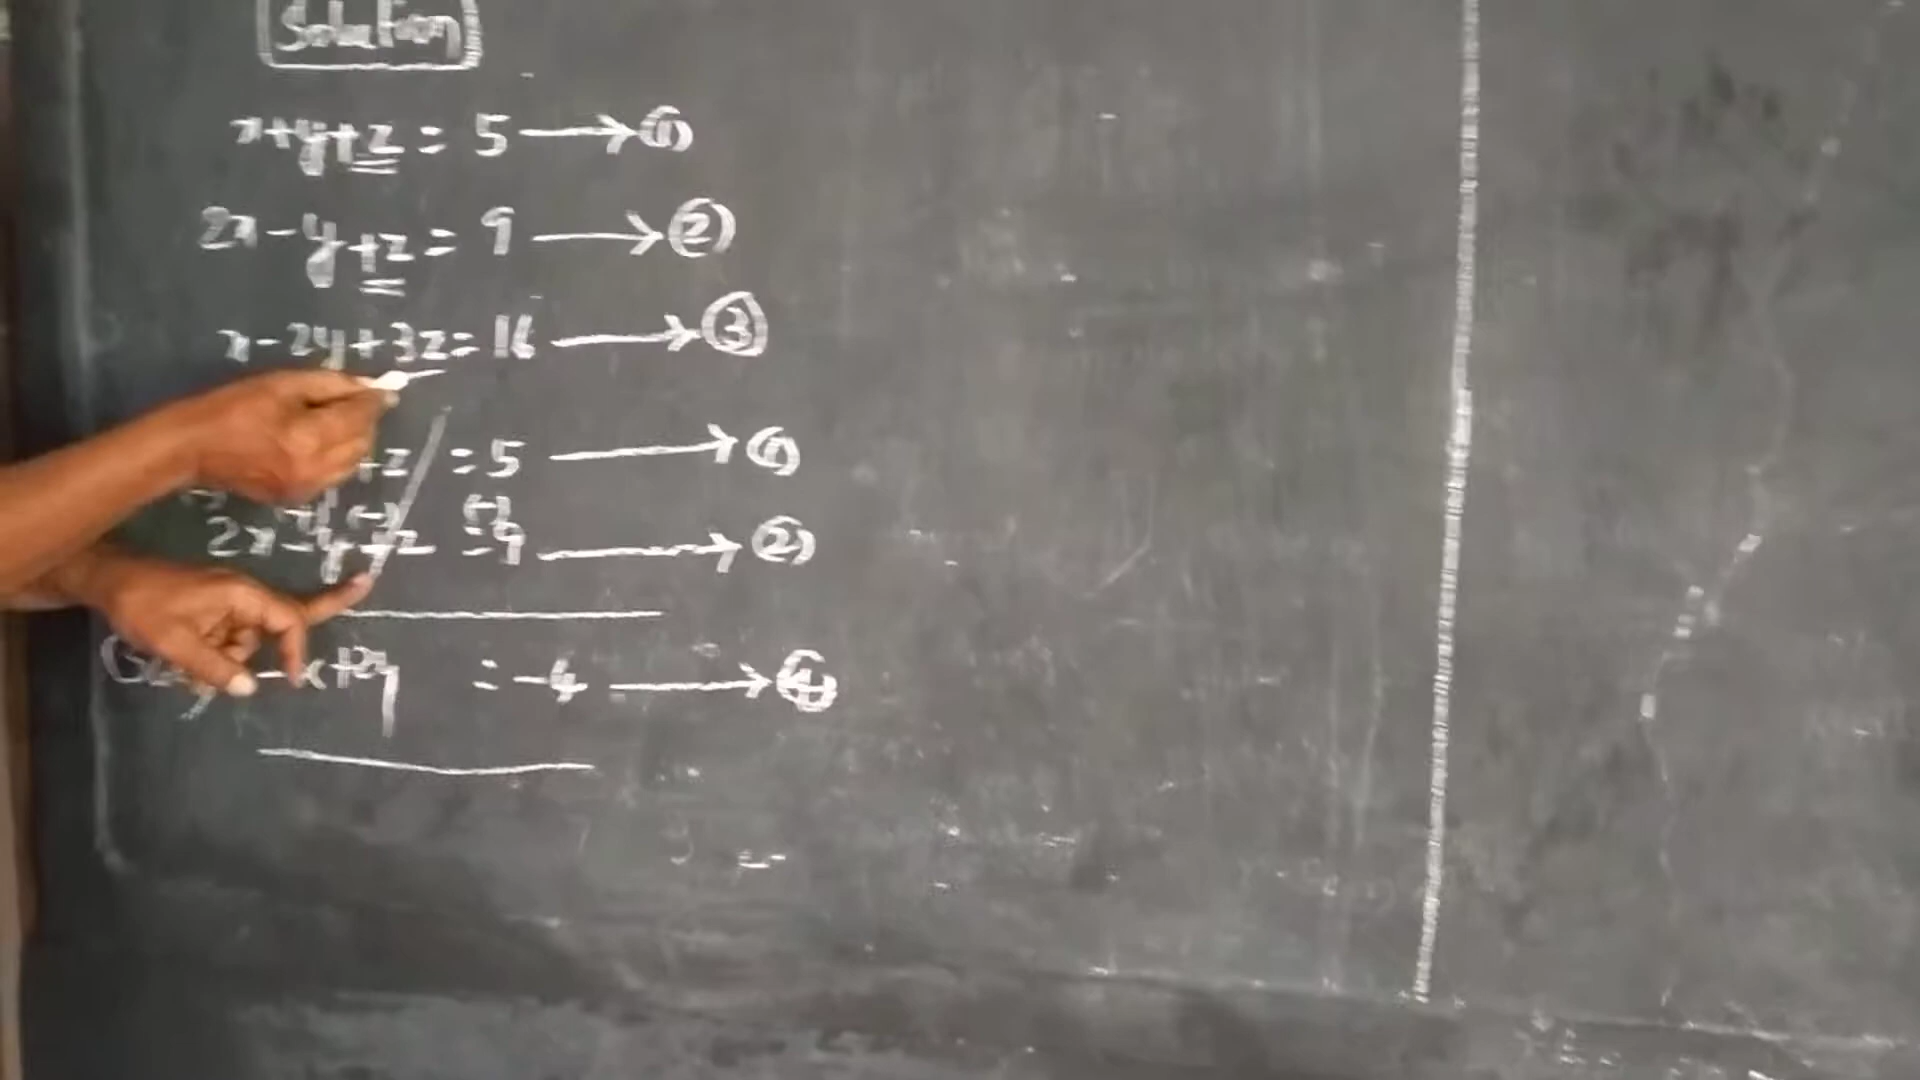 Solution
x+y+z = 5 → (1)
2x-y+z = 9 → (2)
x-2y+3z = 16 → (3)
+z = 5 → (1)
(-) (-) (-)
2x-y+z = 9 → (2)
-x+2y = -4 → (4)